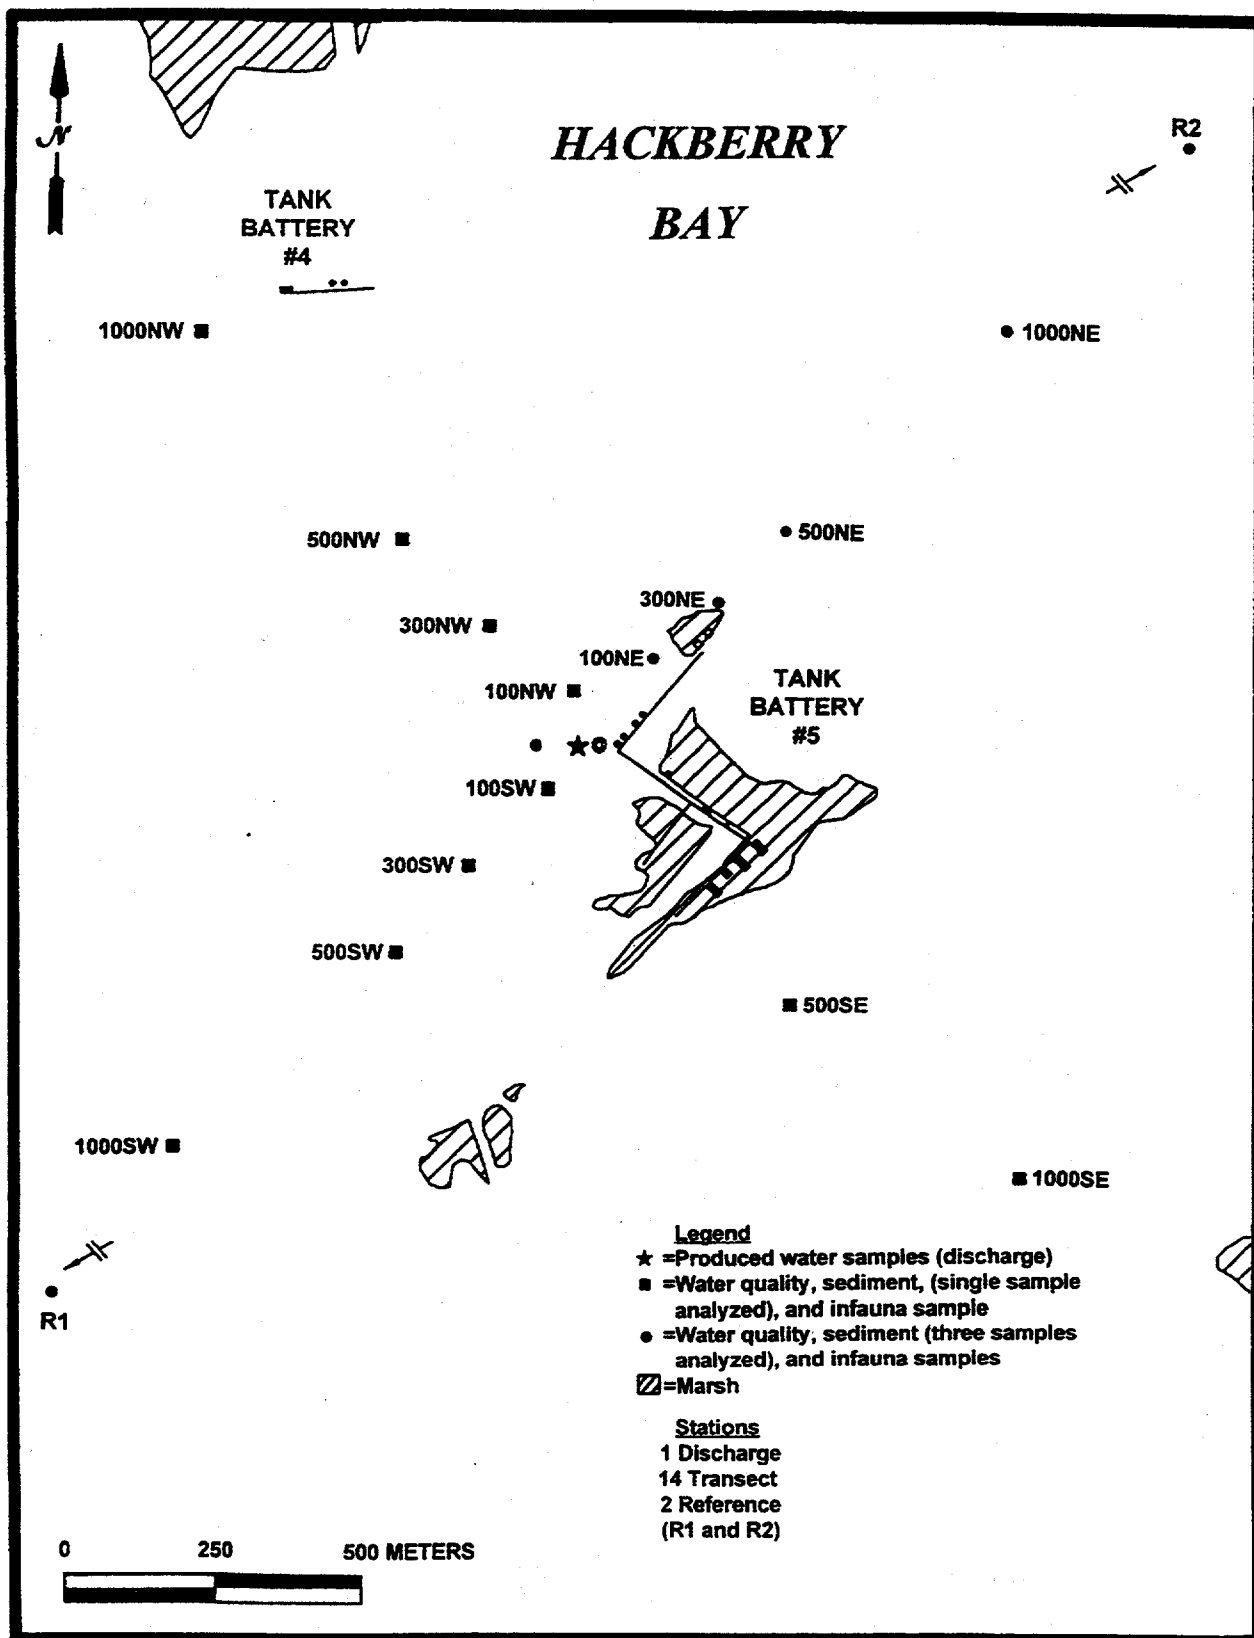 HACKBERRY
BAY
N
R2
TANK
BATTERY
#4
1000NW
1000NE
500NW
500NE
300NE
300NW
100NE
100NW
TANK
BATTERY
#5
100SW
300SW
500SW
500SE
1000SW
1000SE
R1
Legend
=Produced water samples (discharge)
=Water quality, sediment, (single sample
analyzed), and infauna sample
=Water quality, sediment (three samples
analyzed), and infauna samples
=Marsh
Stations
1 Discharge
14 Transect
2 Reference
(R1 and R2)
0 250 500 METERS